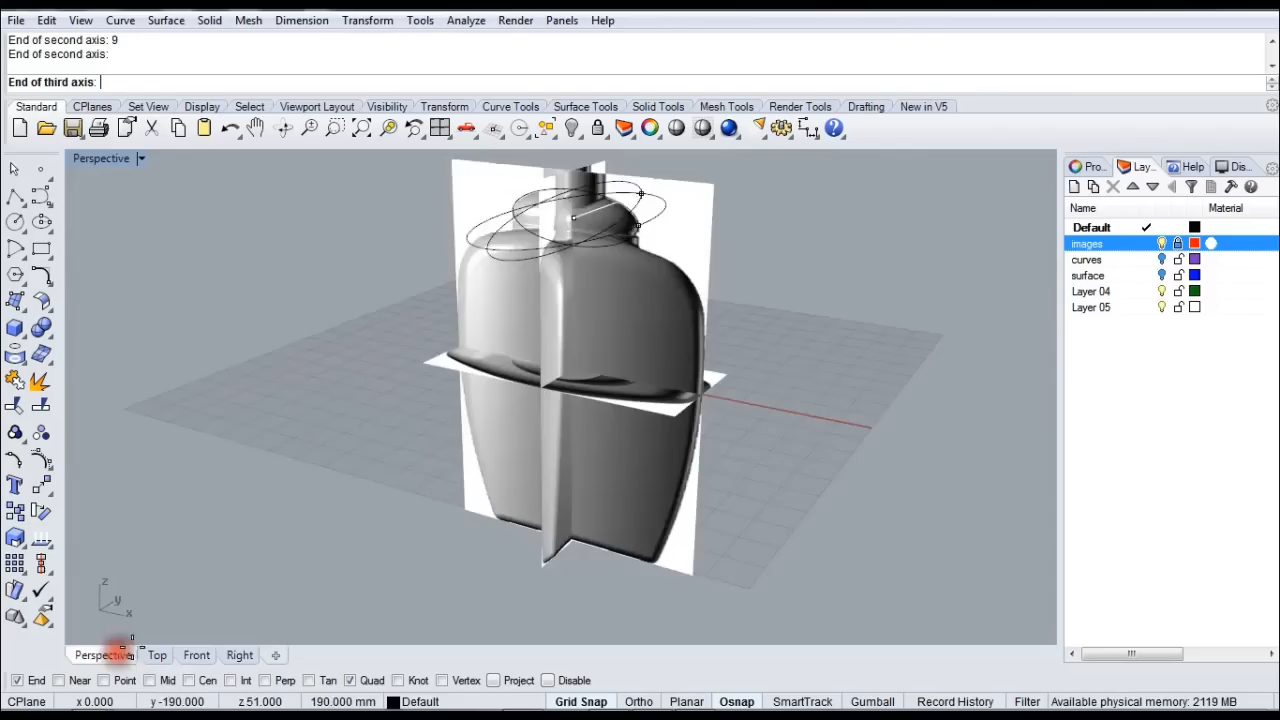 File Edit View Curve Surface Solid Mesh Dimension Transform Tools Analyze Render Panels Help
End of second axis: 9
End of second axis:
End of third axis:
Standard CPlanes Set View Display Select Viewport Layout Visibility Transform Curve Tools Surface Tools Solid Tools Mesh Tools Render Tools Drafting New in V5
Perspective
Pro... Lay... Help Dis...
Name Material
Default
images
curves
surface
Layer 04
Layer 05
z
y
x
Perspective Top Front Right
End Near Point Mid Cen Int Perp Tan Quad Knot Vertex Project Disable
CPlane x 0.000 y -190.000 z 51.000 190.000 mm Default Grid Snap Ortho Planar Osnap SmartTrack Gumball Record History Filter Available physical memory: 2119 MB